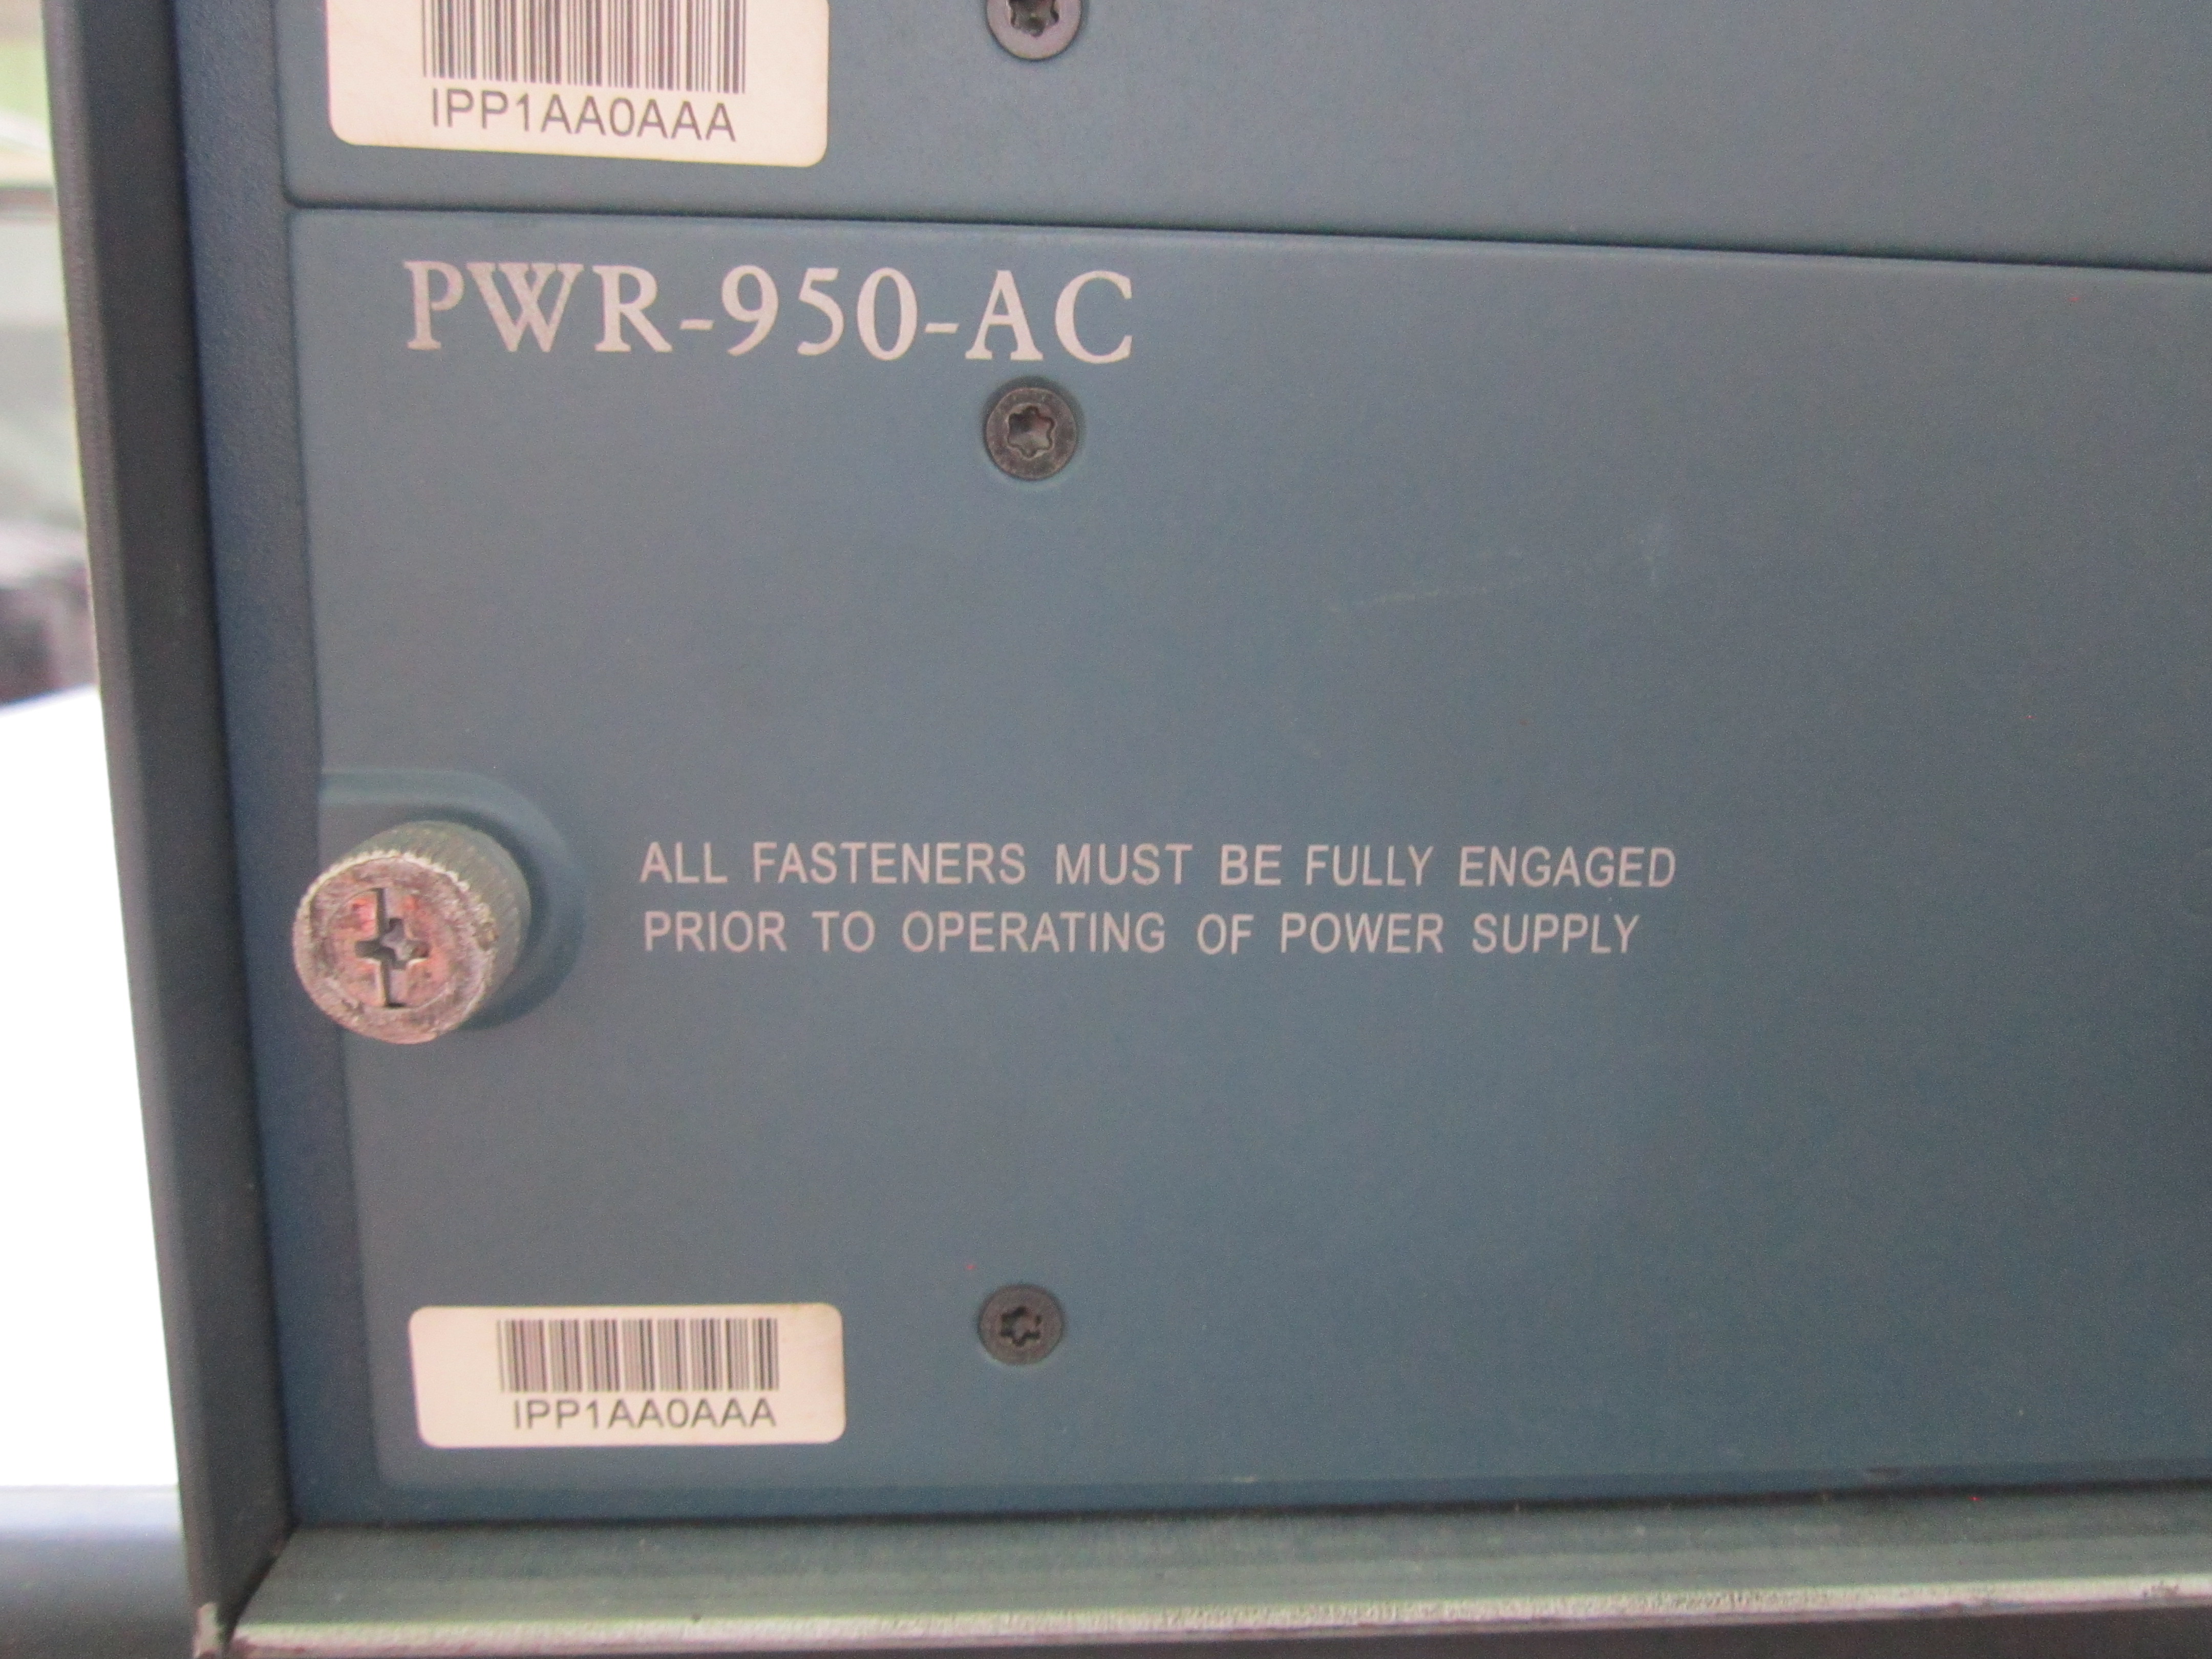 IPP1AA0AAA
PWR-950-AC
ALL FASTENERS MUST BE FULLY ENGAGED
PRIOR TO OPERATING OF POWER SUPPLY
IPP1AA0AAA